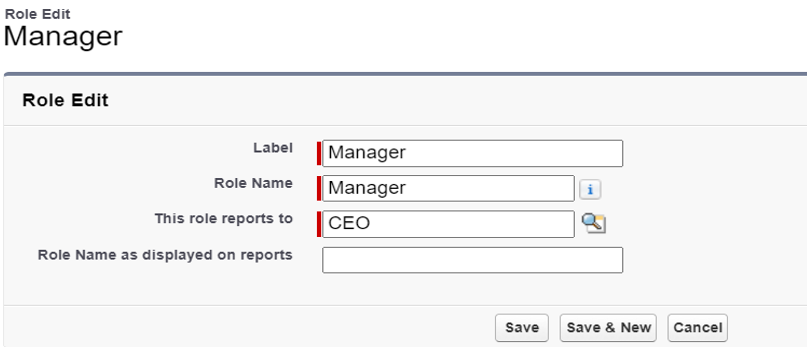 Role Edit
Manager
Role Edit
Label Manager
Role Name Manager i
This role reports to CEO
Role Name as displayed on reports
Save Save & New Cancel